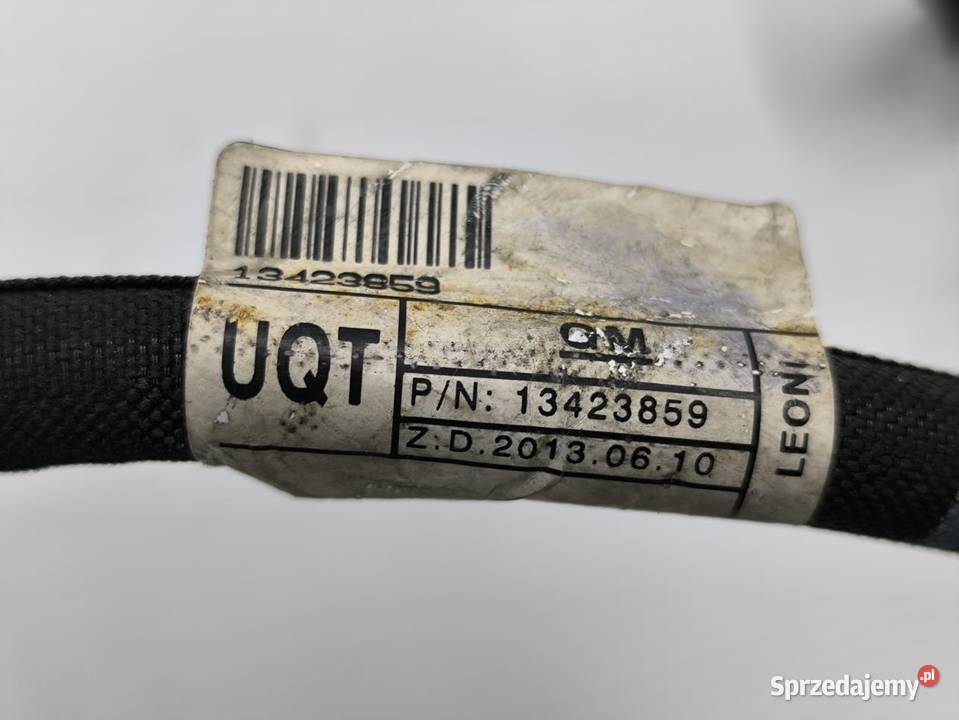 13423859
UQT
GM
P/N: 13423859
Z.D.2013.06.10
LEONI
Sprzedajemy.pl